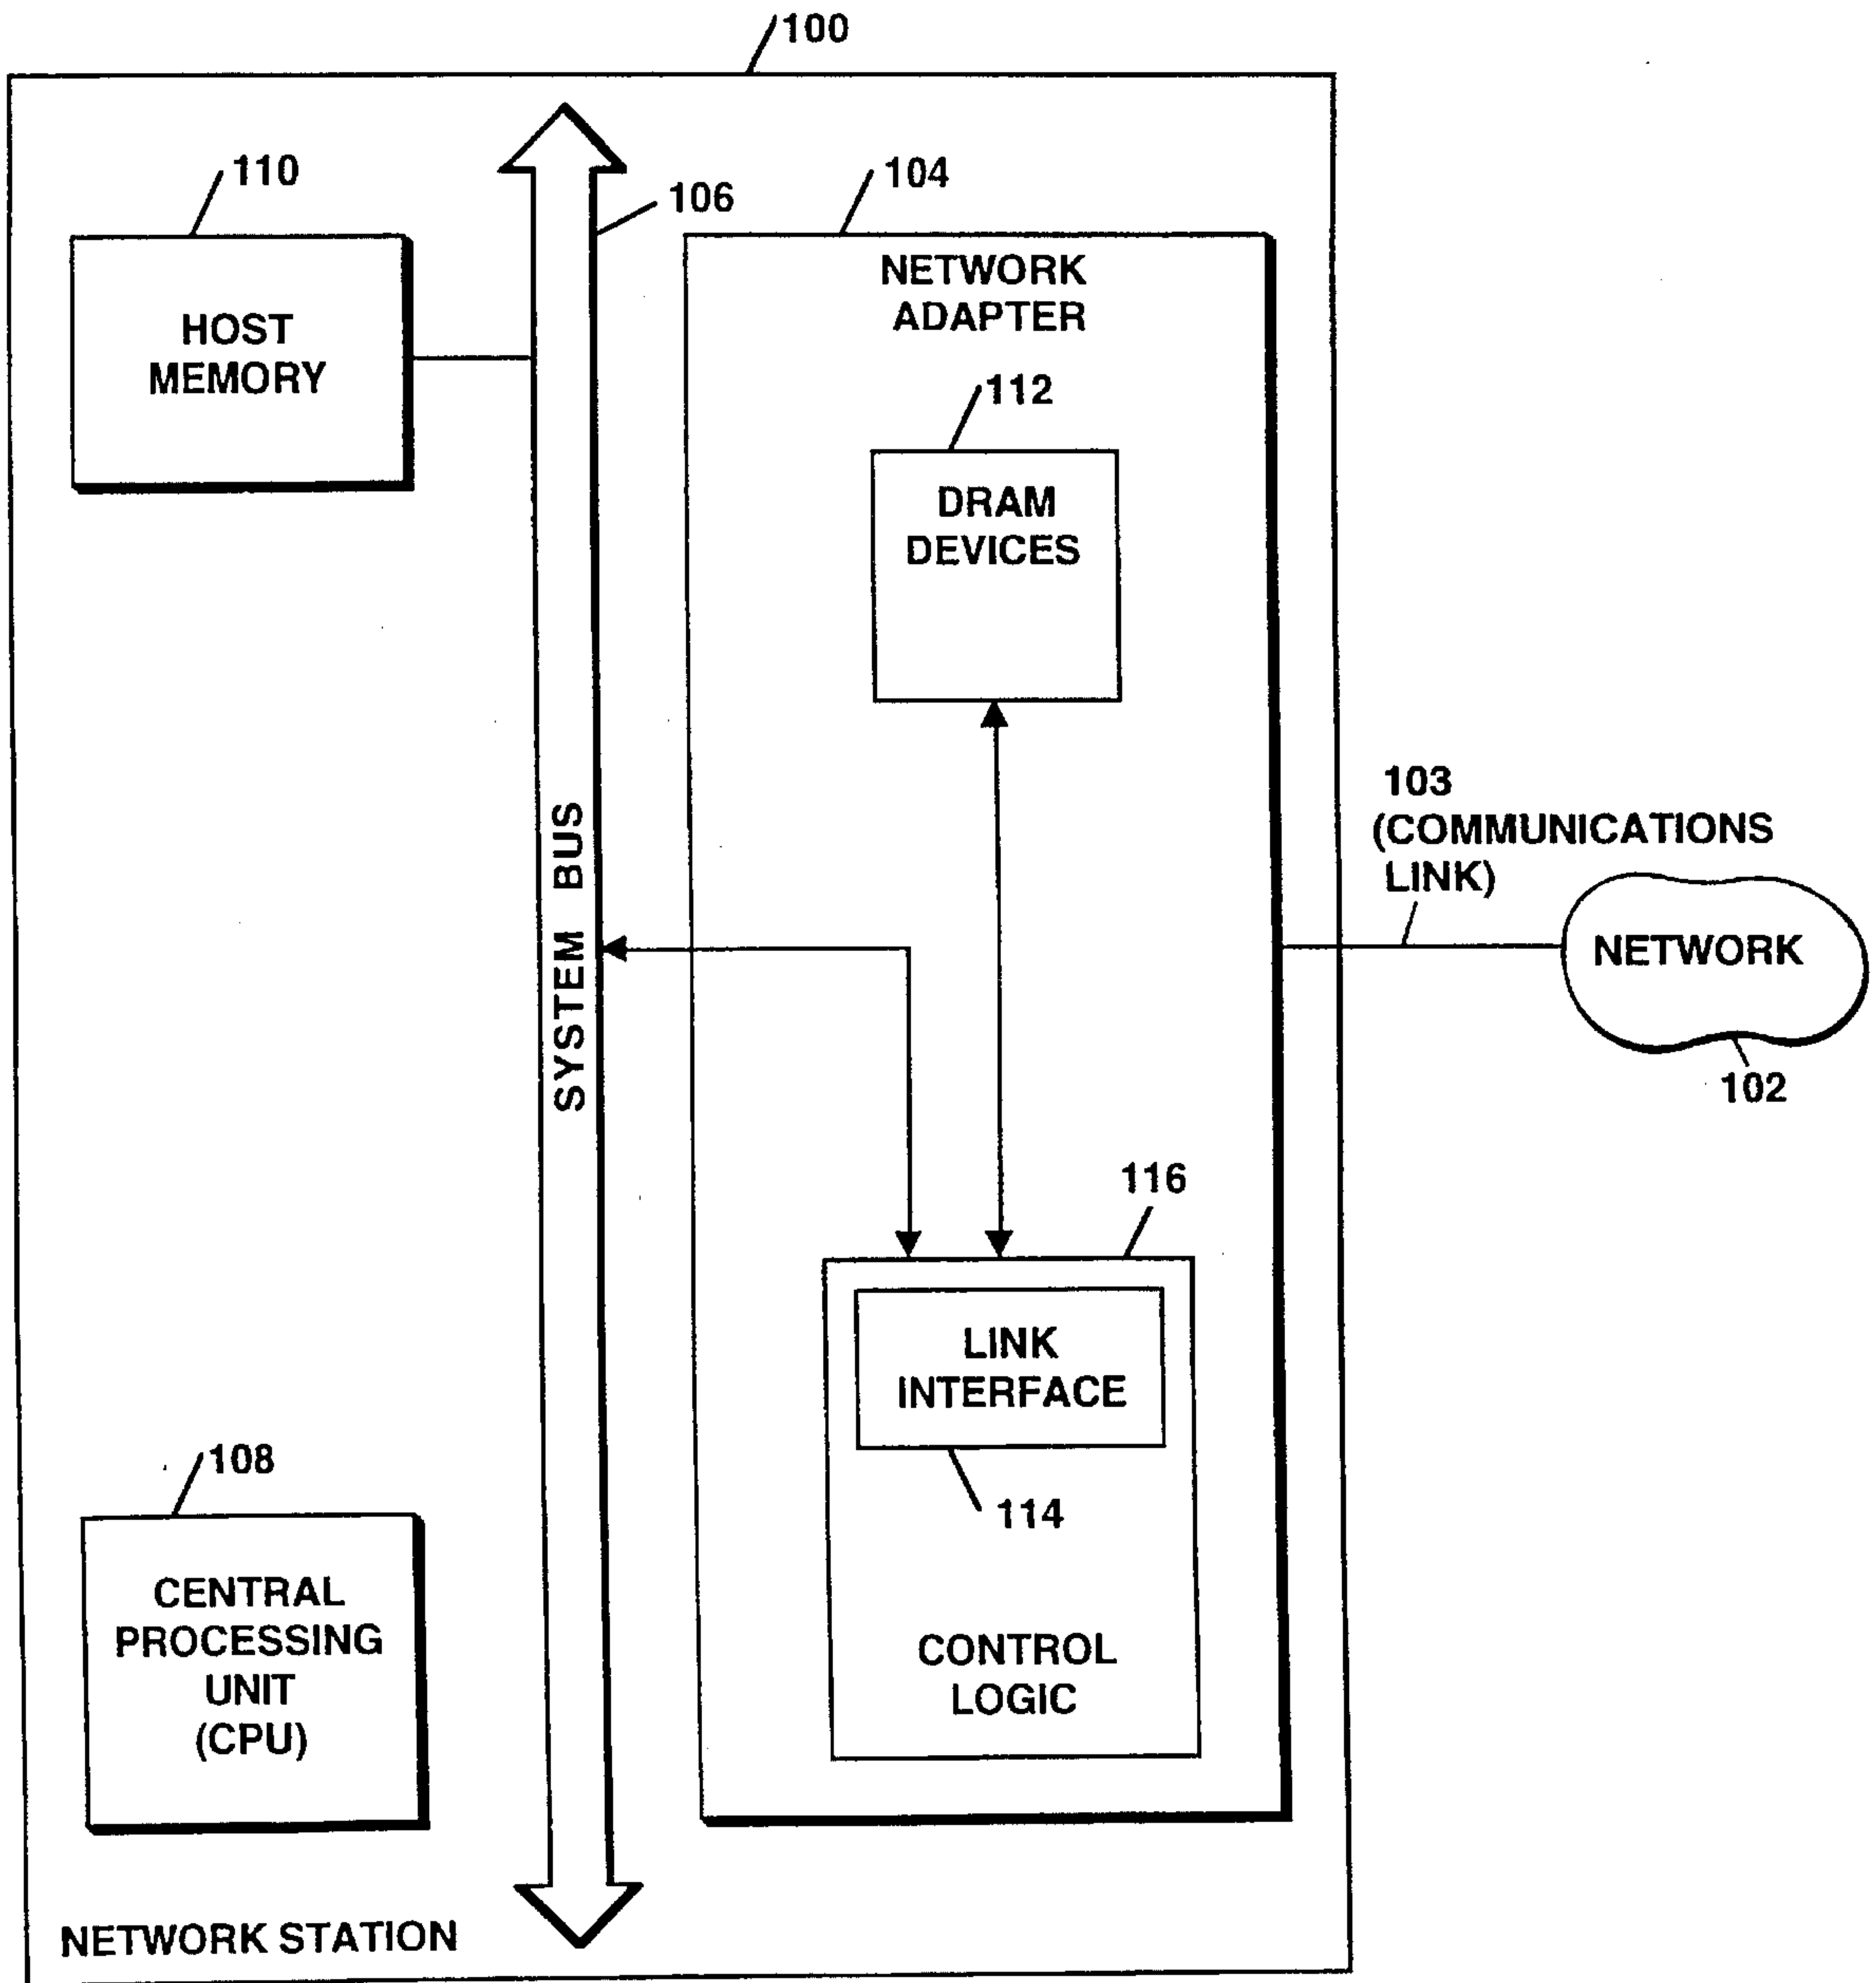 100
110
106
104
HOST
MEMORY
NETWORK
ADAPTER
112
DRAM
DEVICES
SYSTEM BUS
103
(COMMUNICATIONS
LINK)
NETWORK
102
116
LINK
INTERFACE
114
CONTROL
LOGIC
108
CENTRAL
PROCESSING
UNIT
(CPU)
NETWORK STATION